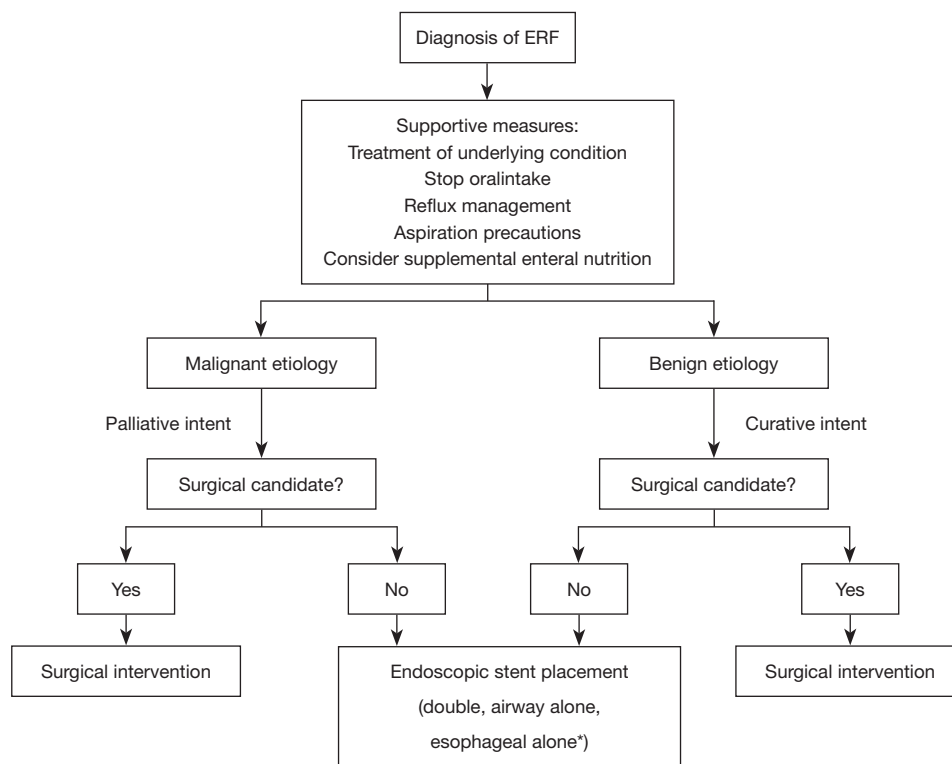 Diagnosis of ERF
Supportive measures:
Treatment of underlying condition
Stop oralintake
Reflux management
Aspiration precautions
Consider supplemental enteral nutrition
Malignant etiology
Benign etiology
Palliative intent
Curative intent
Surgical candidate?
Surgical candidate?
Yes
No
No
Yes
Surgical intervention
Endoscopic stent placement
(double, airway alone,
esophageal alone*)
Surgical intervention